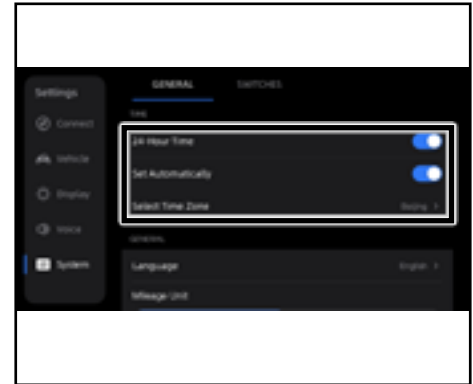 Settings
Connect
Vehicle
Display
Voice
System
GENERAL SWITCHES
TIME
24-Hour Time
Set Automatically
Select Time Zone Beijing >
GENERAL
Language English >
Mileage Unit